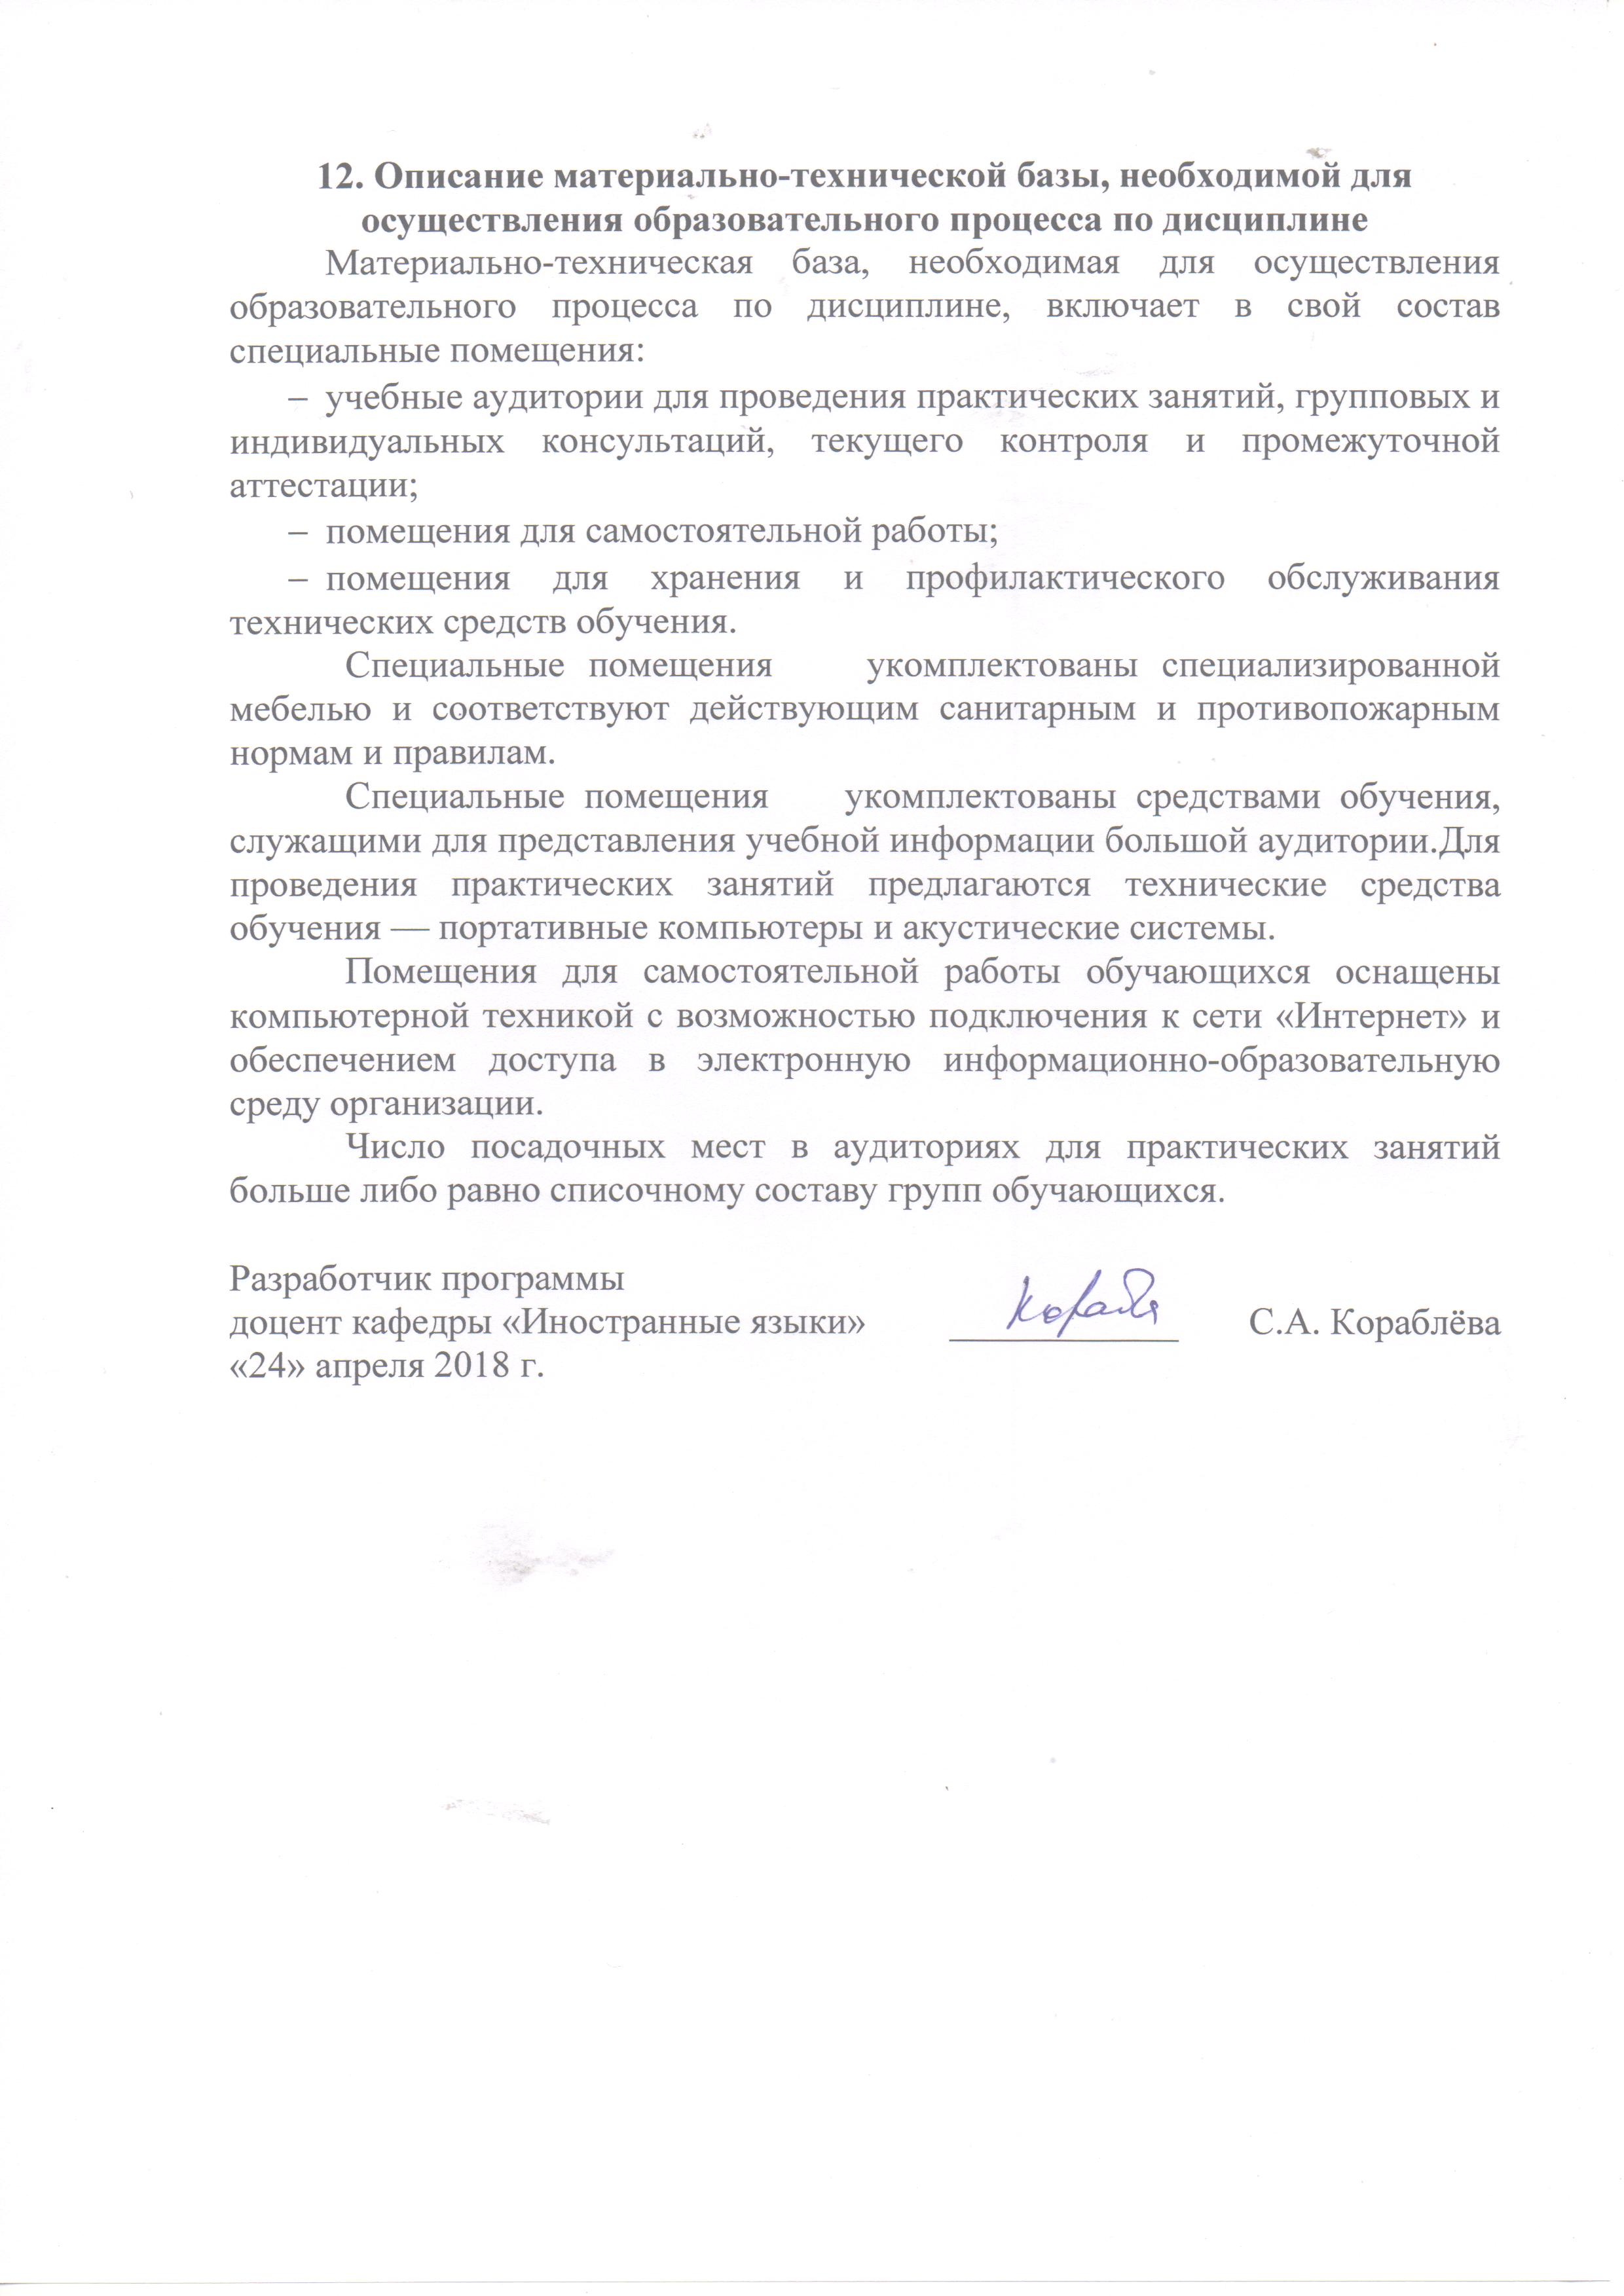 12. Описание материально-технической базы, необходимой для
осуществления образовательного процесса по дисциплине
Материально-техническая база, необходимая для осуществления
образовательного процесса по дисциплине, включает в свой состав
специальные помещения:
– учебные аудитории для проведения практических занятий, групповых и
индивидуальных консультаций, текущего контроля и промежуточной
аттестации;
– помещения для самостоятельной работы;
– помещения для хранения и профилактического обслуживания
технических средств обучения.
Специальные помещения укомплектованы специализированной
мебелью и соответствуют действующим санитарным и противопожарным
нормам и правилам.
Специальные помещения укомплектованы средствами обучения,
служащими для представления учебной информации большой аудитории.Для
проведения практических занятий предлагаются технические средства
обучения — портативные компьютеры и акустические системы.
Помещения для самостоятельной работы обучающихся оснащены
компьютерной техникой с возможностью подключения к сети «Интернет» и
обеспечением доступа в электронную информационно-образовательную
среду организации.
Число посадочных мест в аудиториях для практических занятий
больше либо равно списочному составу групп обучающихся.
Разработчик программы
доцент кафедры «Иностранные языки» С.А. Кораблёва
«24» апреля 2018 г.